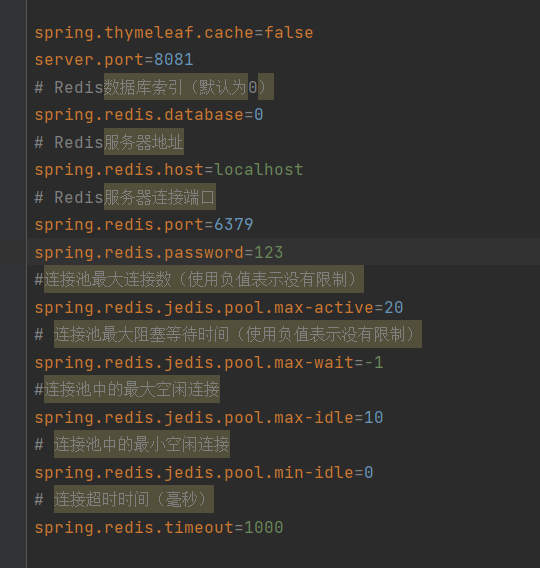 spring.thymeleaf.cache=false
server.port=8081
# Redis数据库索引（默认为0）
spring.redis.database=0
# Redis服务器地址
spring.redis.host=localhost
# Redis服务器连接端口
spring.redis.port=6379
spring.redis.password=123
#连接池最大连接数（使用负值表示没有限制）
spring.redis.jedis.pool.max-active=20
# 连接池最大阻塞等待时间（使用负值表示没有限制）
spring.redis.jedis.pool.max-wait=-1
#连接池中的最大空闲连接
spring.redis.jedis.pool.max-idle=10
# 连接池中的最小空闲连接
spring.redis.jedis.pool.min-idle=0
# 连接超时时间（毫秒）
spring.redis.timeout=1000